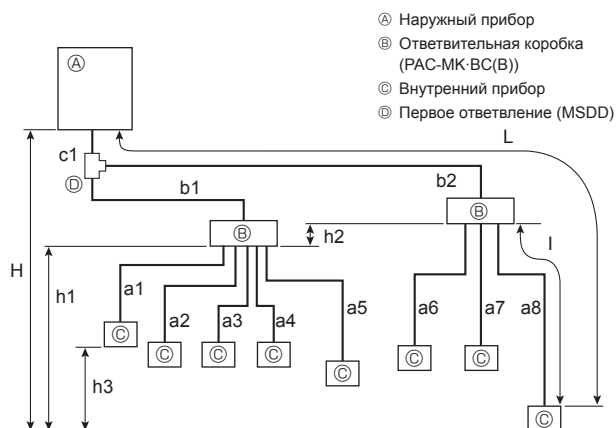 Ⓐ Наружный прибор
Ⓑ Ответвительная коробка
(PAC-MK·BC(B))
Ⓒ Внутренний прибор
Ⓓ Первое ответвление (MSDD)
Ⓐ
L
c1
Ⓓ
b1
b2
Ⓑ
Ⓑ
h2
l
H
h1
a1
a2
a3
a4
a5
a6
a7
a8
Ⓒ
Ⓒ
Ⓒ
Ⓒ
Ⓒ
Ⓒ
Ⓒ
h3
Ⓒ